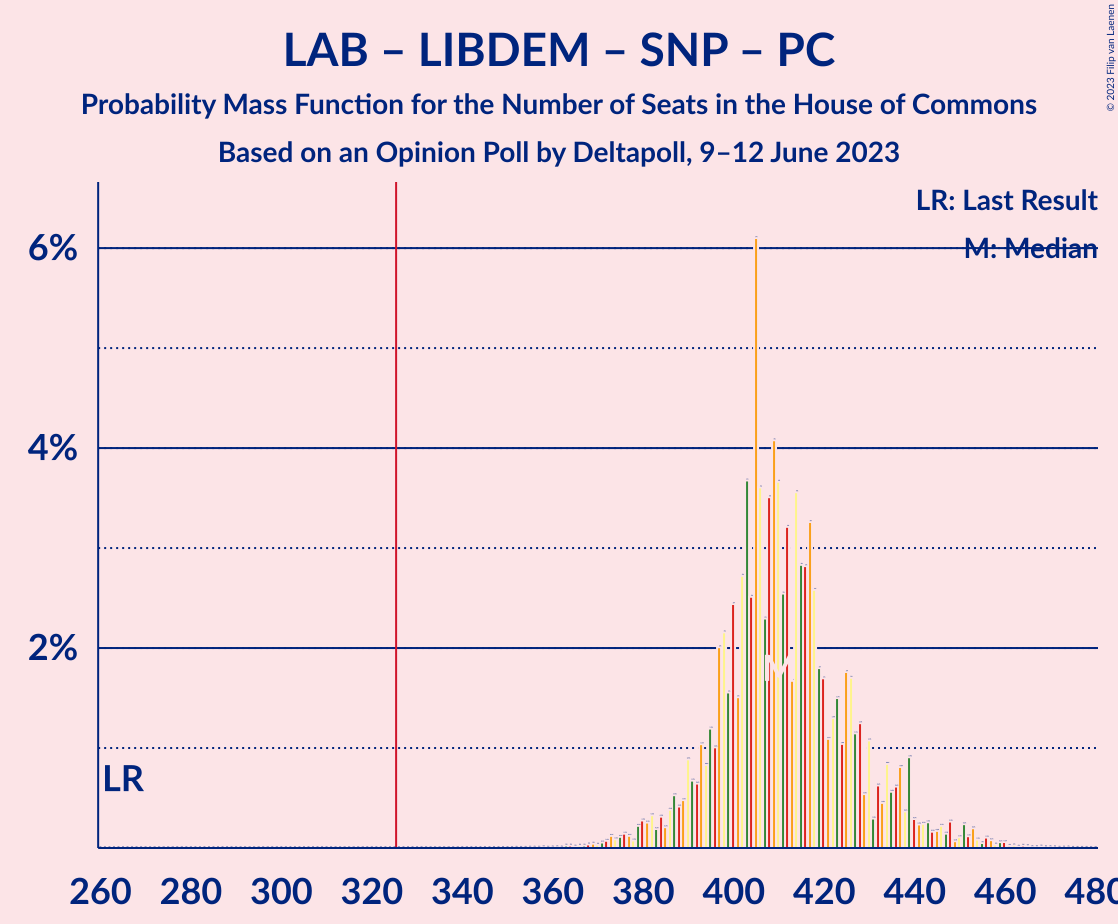 LAB – LIBDEM – SNP – PC
Probability Mass Function for the Number of Seats in the House of Commons
Based on an Opinion Poll by Deltapoll, 9–12 June 2023
© 2023 Filip van Laenen
LR: Last Result
M: Median
6%
4%
2%
M
LR
260 280 300 320 340 360 380 400 420 440 460 480